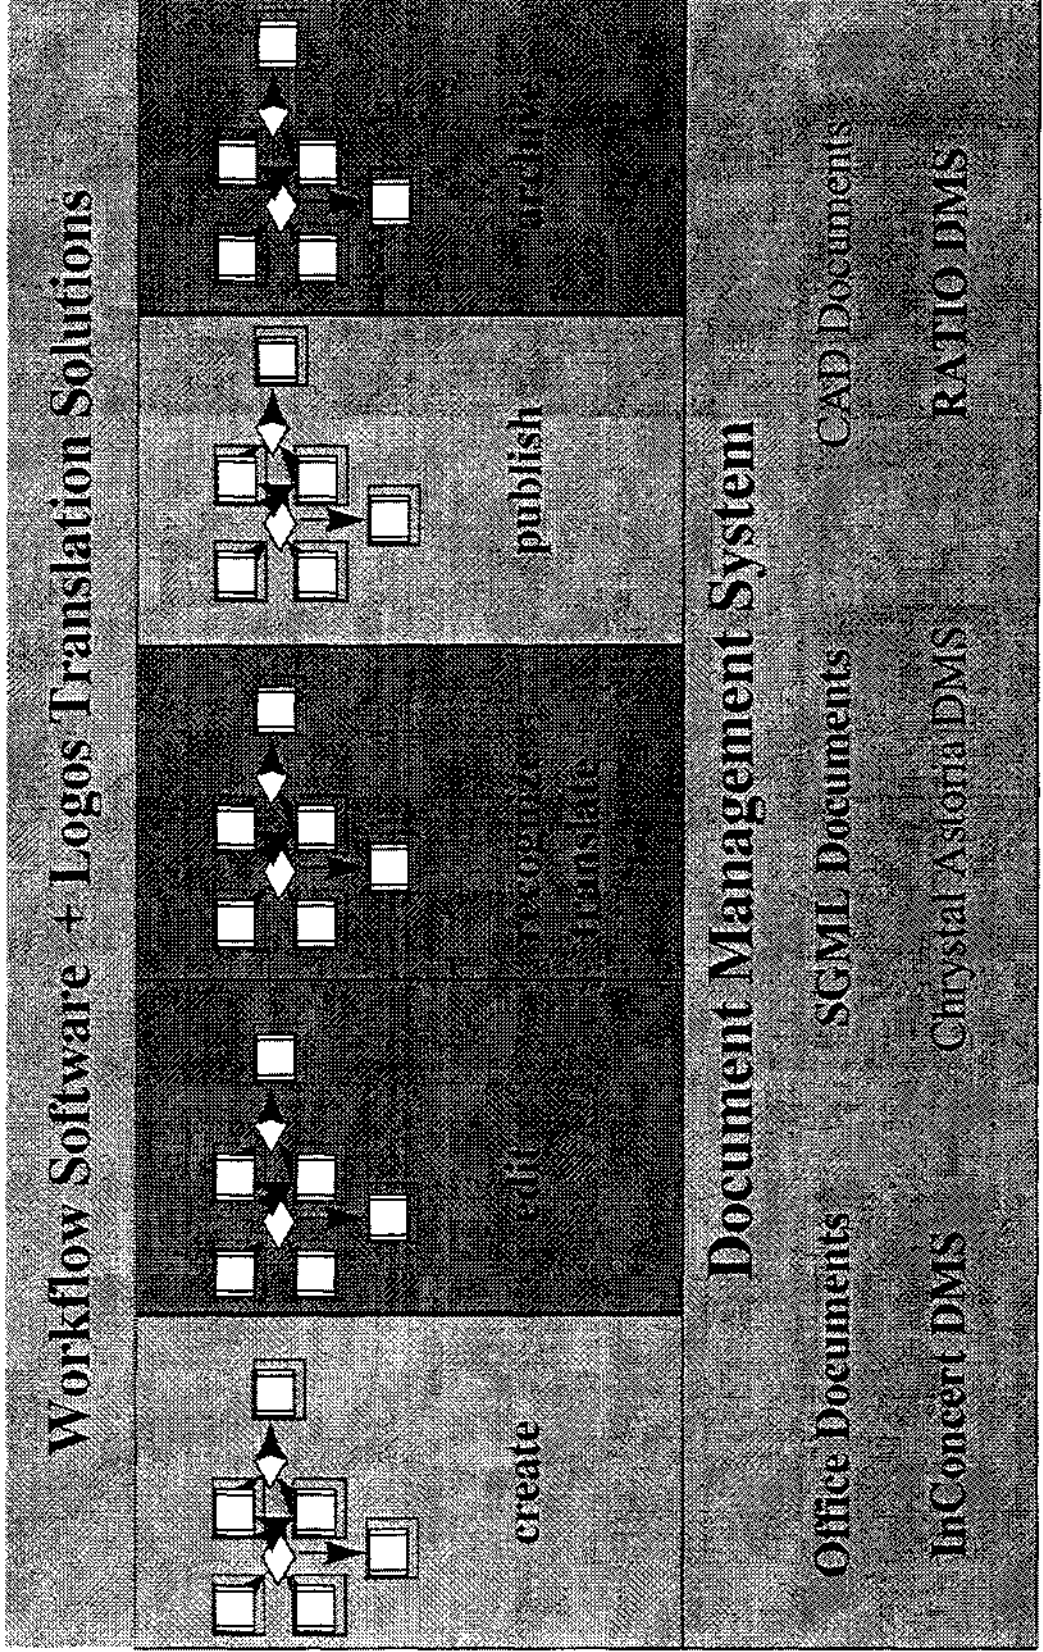 Workflow Software + Logos Translation Solutions
create
edit
recognize
translate
publish
archive
Document Management System
Office Documents
SGML Documents
CAD Documents
InConcert DMS
Chrystal Astoria DMS
RATIO DMS